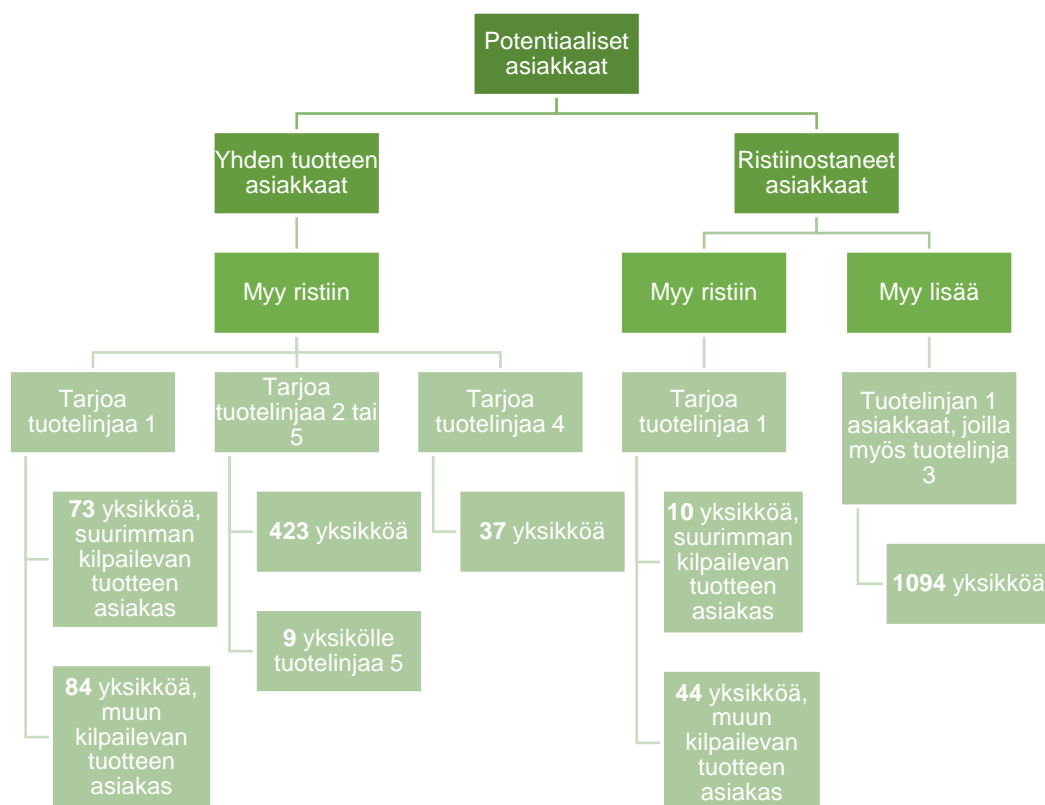 Potentiaaliset
asiakkaat
Yhden tuotteen
asiakkaat
Ristiinostaneet
asiakkaat
Myy ristiin
Myy ristiin
Myy lisää
Tarjoa
tuotelinjaa 1
Tarjoa
tuotelinjaa 2 tai
5
Tarjoa
tuotelinjaa 4
Tarjoa
tuotelinjaa 1
Tuotelinjan 1
asiakkaat, joilla
myös tuotelinja
3
73 yksikköä,
suurimman
kilpailevan
tuotteen
asiakas
423 yksikköä
37 yksikköä
10 yksikköä,
suurimman
kilpailevan
tuotteen
asiakas
1094 yksikköä
9 yksikölle
tuotelinjaa 5
84 yksikköä,
muun
kilpailevan
tuotteen
asiakas
44 yksikköä,
muun
kilpailevan
tuotteen
asiakas